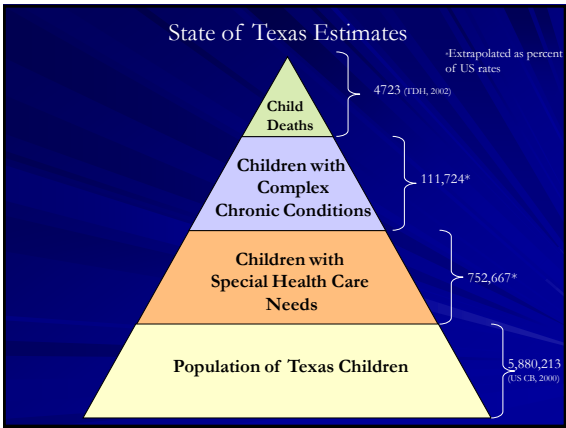 State of Texas Estimates
*Extrapolated as percent
of US rates
4723 (TDH, 2002)
Child
Deaths
Children with
Complex
Chronic Conditions
111,724*
Children with
Special Health Care
Needs
752,667*
Population of Texas Children
5,880,213
(US CB, 2000)